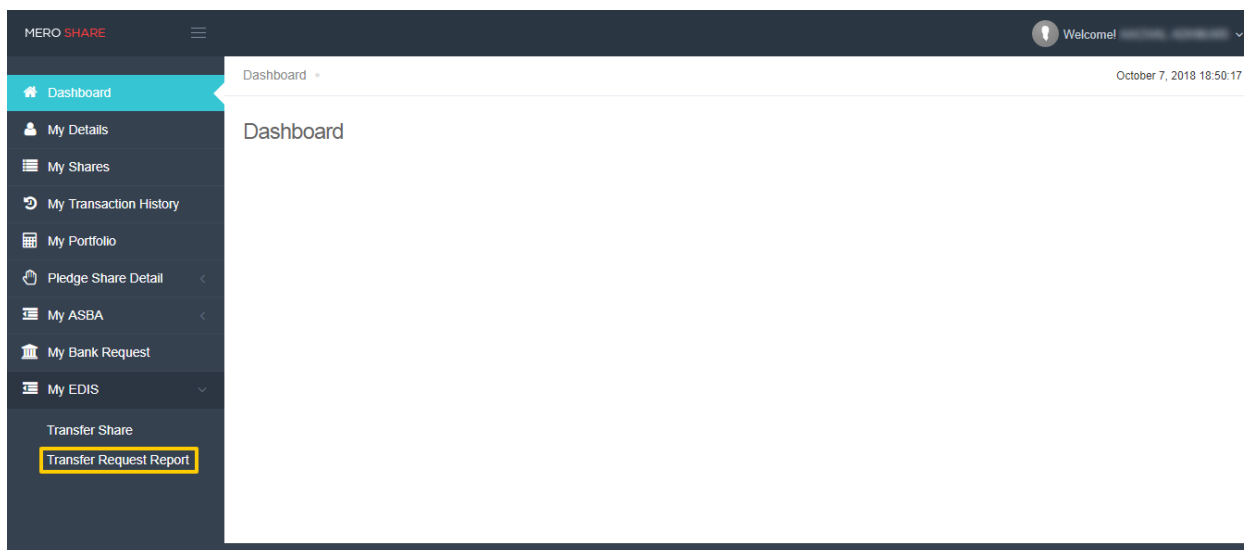 MERO SHARE
Welcome!
Dashboard
October 7, 2018 18:50:17
Dashboard
Dashboard
My Details
My Shares
My Transaction History
My Portfolio
Pledge Share Detail
My ASBA
My Bank Request
My EDIS
Transfer Share
Transfer Request Report